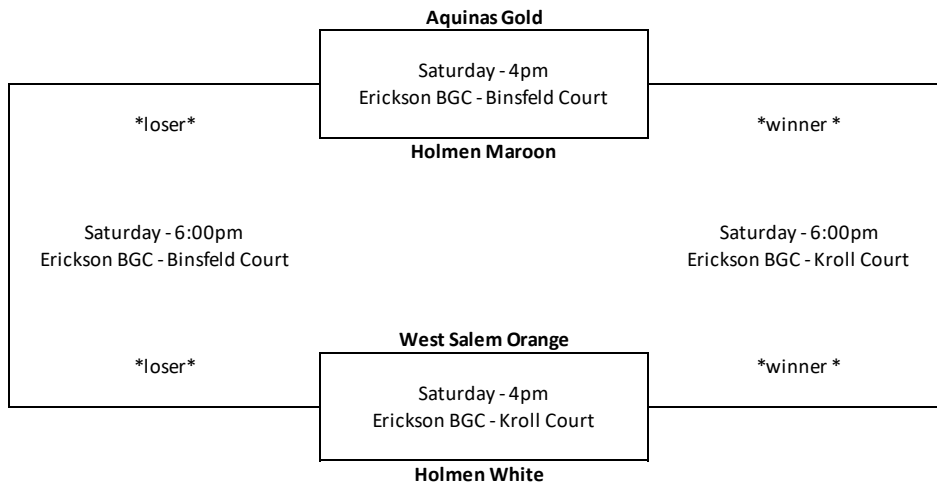 Aquinas Gold
Saturday - 4pm
Erickson BGC - Binsfeld Court
*loser*
*winner *
Holmen Maroon
Saturday - 6:00pm
Erickson BGC - Binsfeld Court
Saturday - 6:00pm
Erickson BGC - Kroll Court
West Salem Orange
*loser*
*winner *
Saturday - 4pm
Erickson BGC - Kroll Court
Holmen White